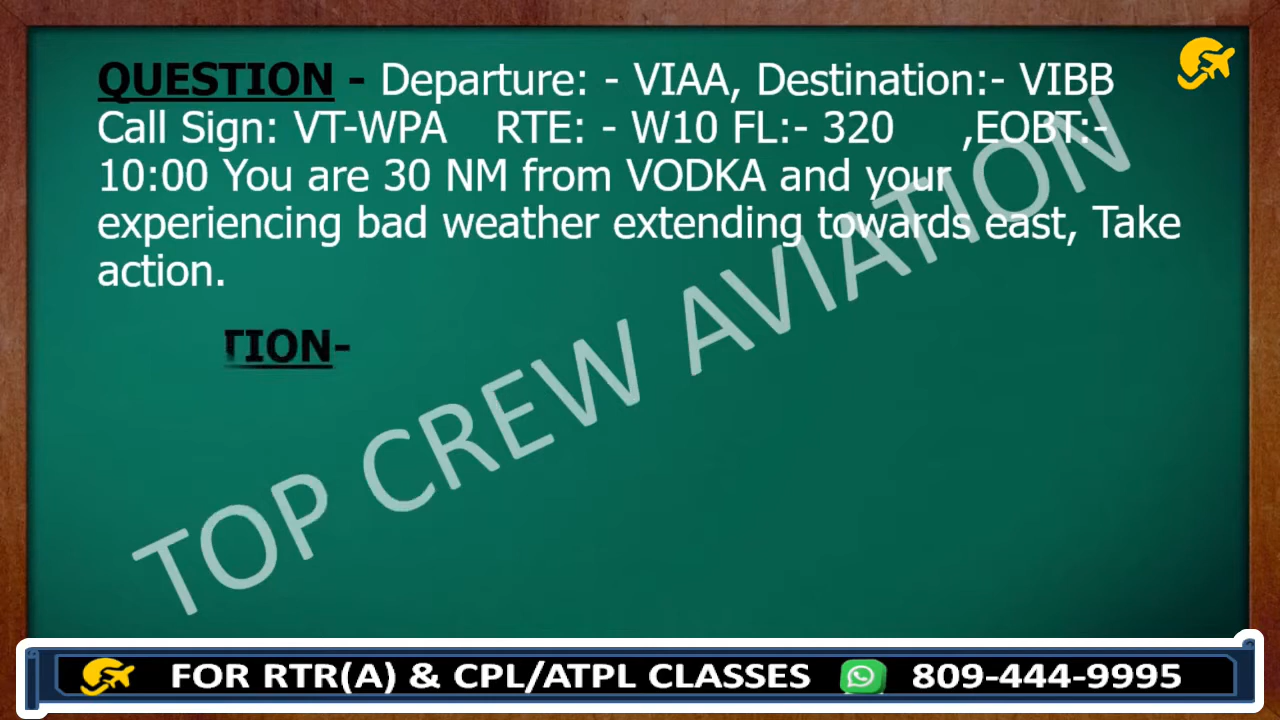 QUESTION - Departure: - VIAA, Destination:- VIBB
Call Sign: VT-WPA RTE: - W10 FL:- 320 ,EOBT:-
10:00 You are 30 NM from VODKA and your
experiencing bad weather extending towards east, Take
action.
TION-
TOP CREW AVIATION
FOR RTR(A) & CPL/ATPL CLASSES 809-444-9995